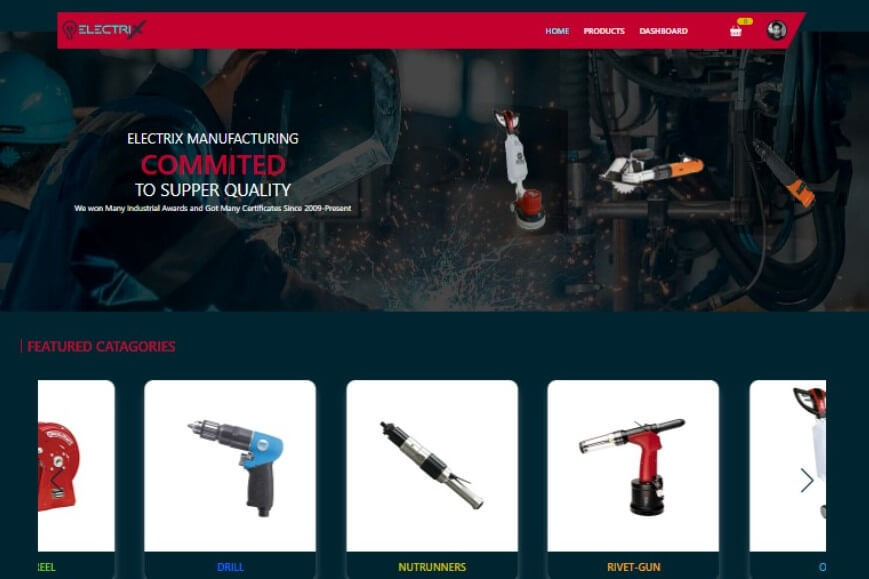 ELECTRIX
HOME PRODUCTS DASHBOARD
0
ELECTRIX MANUFACTURING
COMMITED
TO SUPPER QUALITY
We won Many Industrial Awards and Got Many Certificates Since 2009-Present
FEATURED CATAGORIES
REEL DRILL NUTRUNNERS RIVET-GUN O